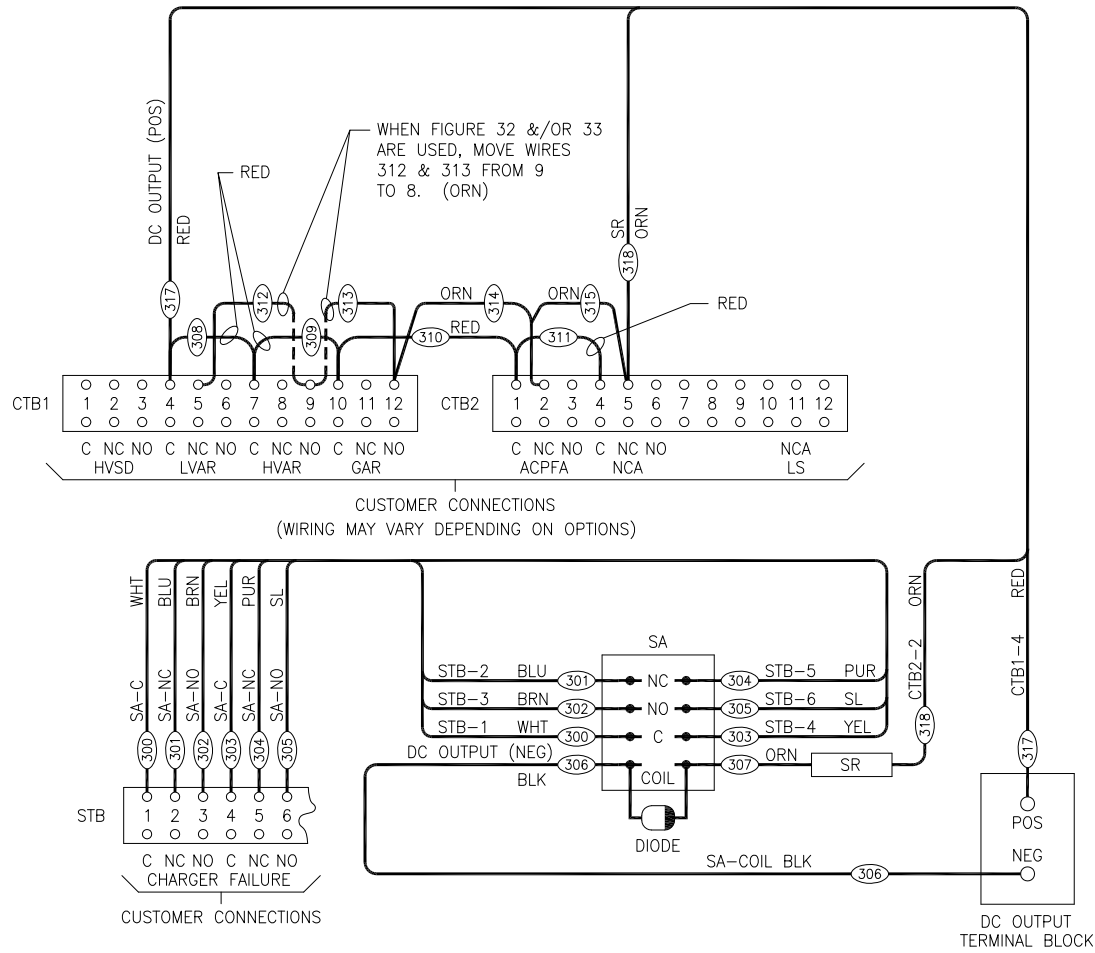 WHEN FIGURE 32 &/OR 33
ARE USED, MOVE WIRES
312 & 313 FROM 9
TO 8. (ORN)
DC OUTPUT (POS)
RED
RED
SR
ORN
318
317
312
313
ORN
314
ORN
315
RED
308
309
310
RED
311
CTB1
1 2 3 4 5 6 7 8 9 10 11 12
C NC NO C NC NO C NC NO C NC NO
HVSD LVAR HVAR GAR
CTB2
1 2 3 4 5 6 7 8 9 10 11 12
C NC NO C NC NO NCA
ACPFA NCA LS
CUSTOMER CONNECTIONS
(WIRING MAY VARY DEPENDING ON OPTIONS)
WHT BLU BRN YEL PUR SL
SA-C SA-NC SA-NO SA-C SA-NC SA-NO
300 301 302 303 304 305
STB
1 2 3 4 5 6
C NC NO C NC NO
CHARGER FAILURE
CUSTOMER CONNECTIONS
SA
STB-2 BLU 301 NC 304 STB-5 PUR
STB-3 BRN 302 NO 305 STB-6 SL
STB-1 WHT 300 C 303 STB-4 YEL
DC OUTPUT (NEG)
BLK
306
COIL
307
ORN
SR
DIODE
SA-COIL BLK
306
ORN
CTB2-2
318
RED
CTB1-4
317
POS
NEG
DC OUTPUT
TERMINAL BLOCK